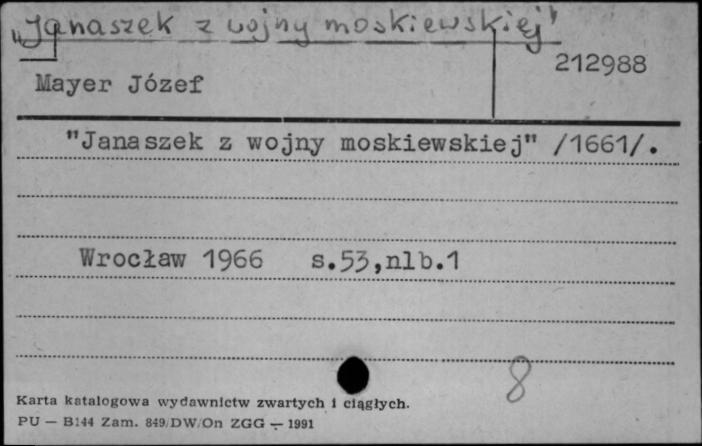 „Janaszek z wojny moskiewskiej"
212988
Mayer Józef
"Janaszek z wojny moskiewskiej" /1661/.
Wrocław 1966 s.53,nlb.1
8
Karta katalogowa wydawnictw zwartych i ciągłych.
PU — B144 Zam. 849/DW/On ZGG — 1991